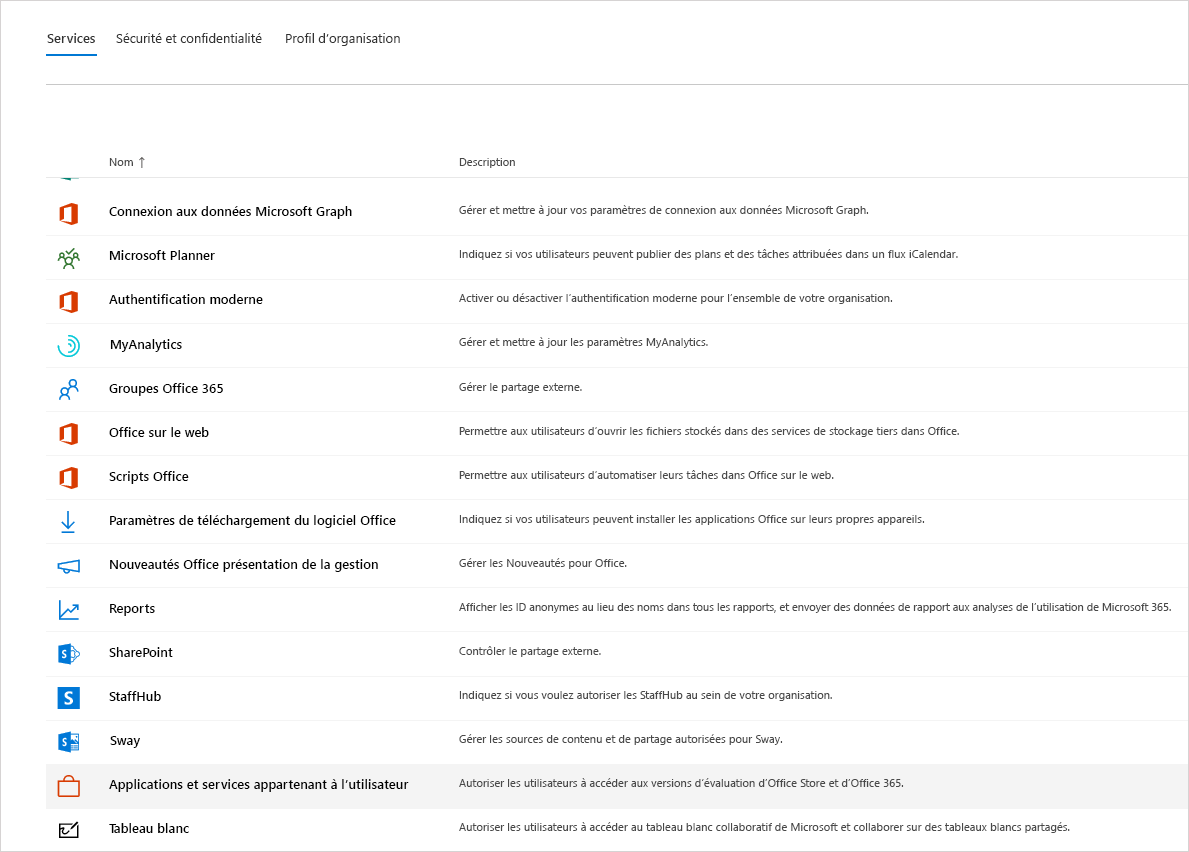 Services Sécurité et confidentialité Profil d'organisation
Nom ↑ Description
Connexion aux données Microsoft Graph Gérer et mettre à jour vos paramètres de connexion aux données Microsoft Graph.
Microsoft Planner Indiquez si vos utilisateurs peuvent publier des plans et des tâches attribuées dans un flux iCalendar.
Authentification moderne Activer ou désactiver l'authentification moderne pour l'ensemble de votre organisation.
MyAnalytics Gérer et mettre à jour les paramètres MyAnalytics.
Groupes Office 365 Gérer le partage externe.
Office sur le web Permettre aux utilisateurs d'ouvrir les fichiers stockés dans des services de stockage tiers dans Office.
Scripts Office Permettre aux utilisateurs d'automatiser leurs tâches dans Office sur le web.
Paramètres de téléchargement du logiciel Office Indiquez si vos utilisateurs peuvent installer les applications Office sur leurs propres appareils.
Nouveautés Office présentation de la gestion Gérer les Nouveautés pour Office.
Reports Afficher les ID anonymes au lieu des noms dans tous les rapports, et envoyer des données de rapport aux analyses de l'utilisation de Microsoft 365.
S SharePoint Contrôler le partage externe.
S StaffHub Indiquez si vous voulez autoriser les StaffHub au sein de votre organisation.
S Sway Gérer les sources de contenu et de partage autorisées pour Sway.
Applications et services appartenant à l'utilisateur Autoriser les utilisateurs à accéder aux versions d'évaluation d'Office Store et d'Office 365.
Tableau blanc Autoriser les utilisateurs à accéder au tableau blanc collaboratif de Microsoft et collaborer sur des tableaux blancs partagés.